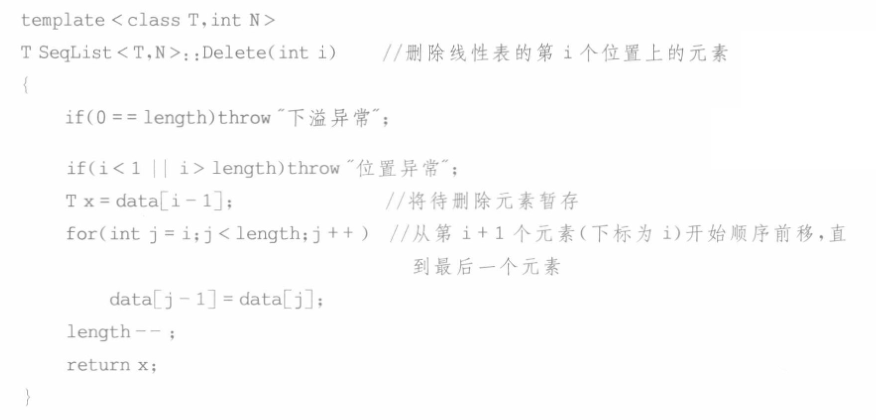 template<class T,int N>
T SeqList<T,N>::Delete(int i) //删除线性表的第 i 个位置上的元素
{
if(0==length)throw "下溢异常";
if(i<1||i>length)throw "位置异常";
T x=data[i-1]; //将待删除元素暂存
for(int j=i;j<length;j++) //从第 i+1 个元素(下标为 i)开始顺序前移,直
到最后一个元素
data[j-1]=data[j];
length--;
return x;
}